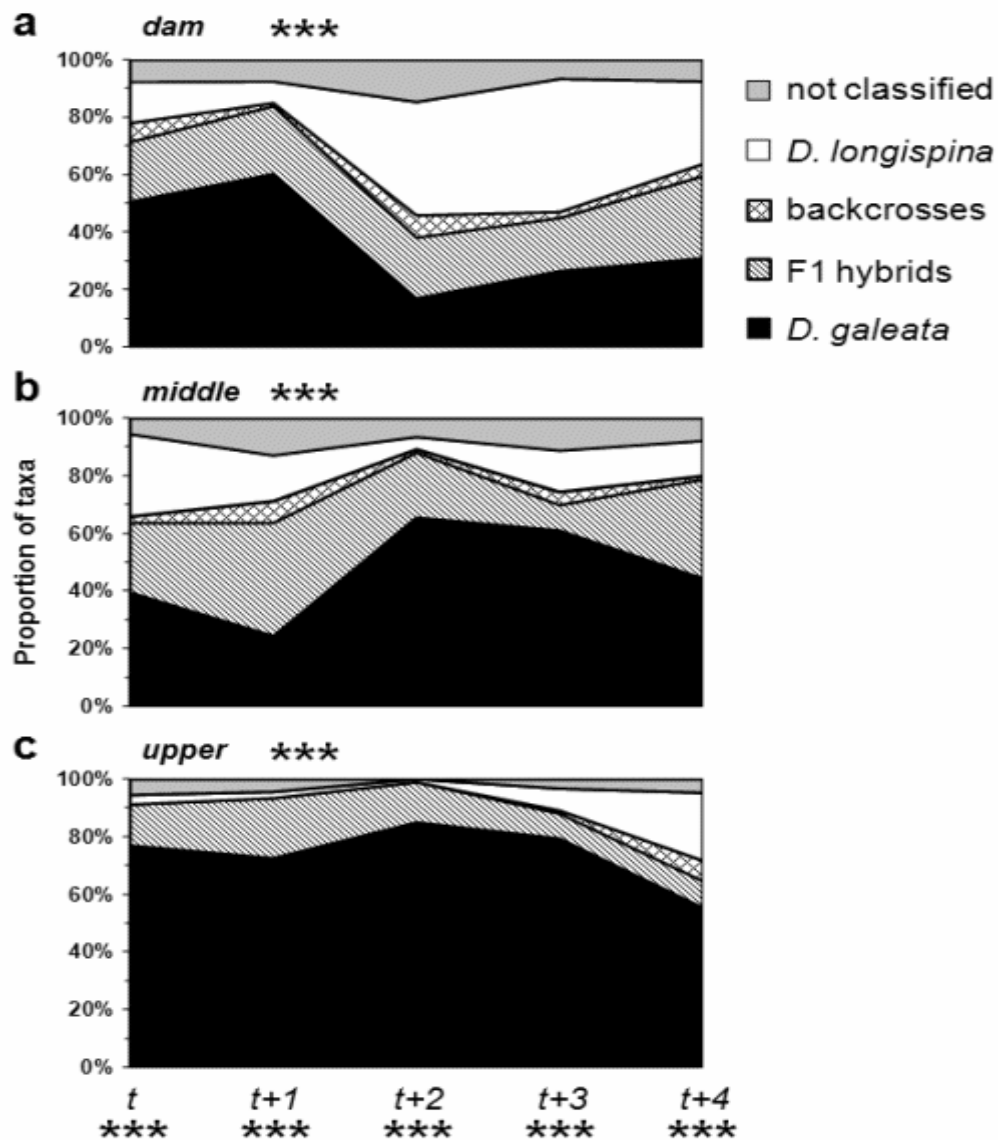 a dam ***
100%
80%
60%
40%
20%
0%
not classified
D. longispina
backcrosses
F1 hybrids
D. galeata
b middle ***
100%
80%
60%
40%
20%
0%
Proportion of taxa
c upper ***
100%
80%
60%
40%
20%
0%
t t+1 t+2 t+3 t+4
*** *** *** *** ***